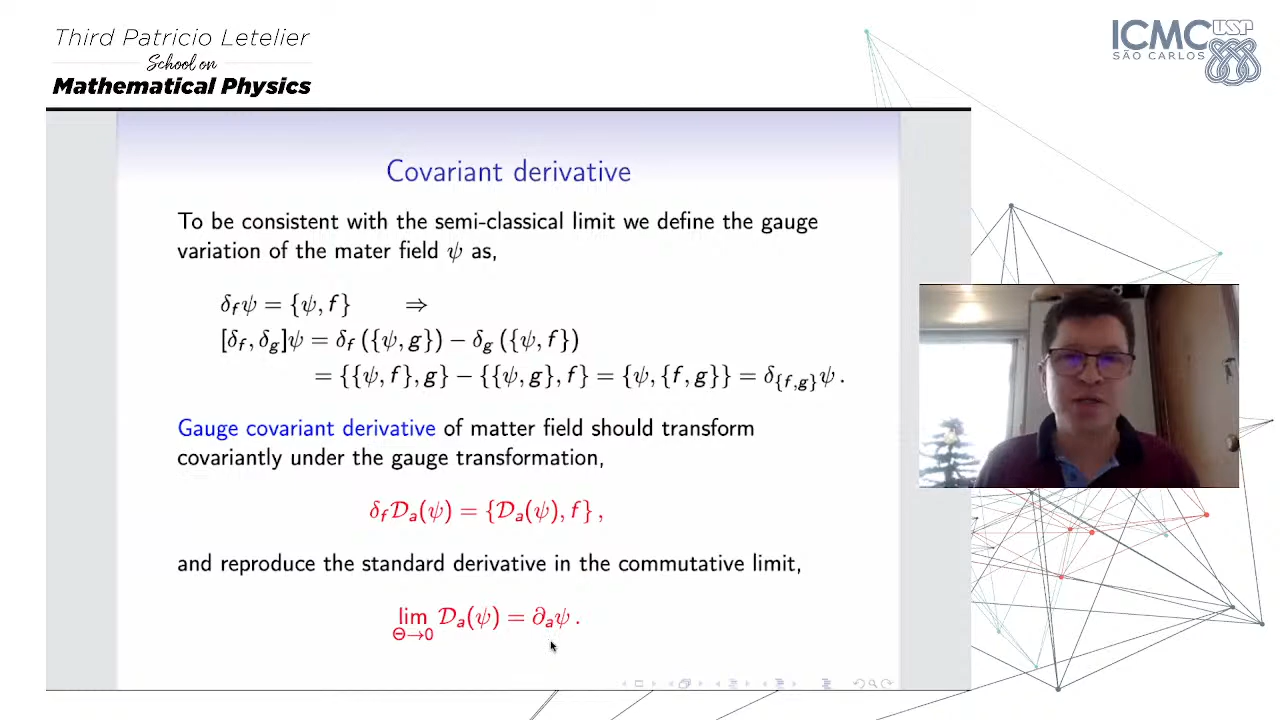 Third Patricio Letelier
School on
Mathematical Physics
ICMC USP
SÃO CARLOS
Covariant derivative
To be consistent with the semi-classical limit we define the gauge
variation of the mater field ψ as,
δ_f ψ = {ψ, f} ⇒
[δ_f, δ_g]ψ = δ_f ({ψ, g}) − δ_g ({ψ, f})
= {{ψ, f}, g} − {{ψ, g}, f} = {ψ, {f, g}} = δ_{f,g} ψ .
Gauge covariant derivative of matter field should transform
covariantly under the gauge transformation,
δ_f 𝒟_a(ψ) = {𝒟_a(ψ), f} ,
and reproduce the standard derivative in the commutative limit,
lim_{Θ→0} 𝒟_a(ψ) = ∂_a ψ .